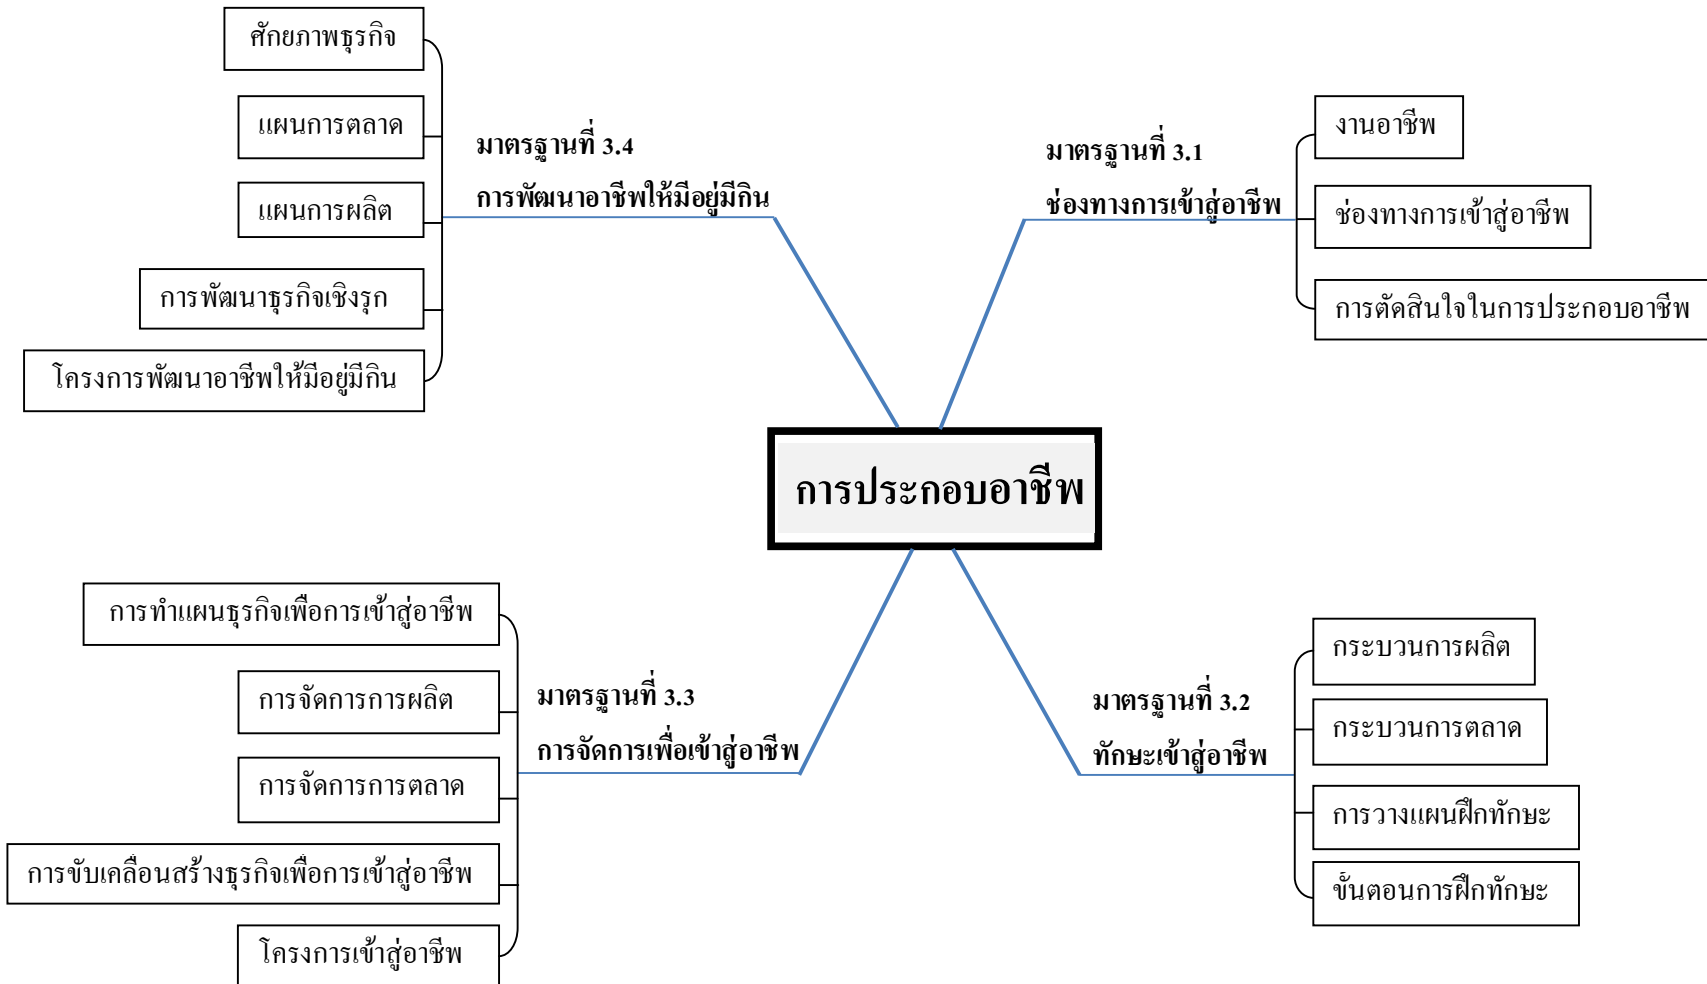 การประกอบอาชีพ
มาตรฐานที่ 3.1
ช่องทางการเข้าสู่อาชีพ
งานอาชีพ
ช่องทางการเข้าสู่อาชีพ
การตัดสินใจในการประกอบอาชีพ
มาตรฐานที่ 3.2
ทักษะเข้าสู่อาชีพ
กระบวนการผลิต
กระบวนการตลาด
การวางแผนฝึกทักษะ
ขั้นตอนการฝึกทักษะ
มาตรฐานที่ 3.3
การจัดการเพื่อเข้าสู่อาชีพ
การทำแผนธุรกิจเพื่อการเข้าสู่อาชีพ
การจัดการการผลิต
การจัดการการตลาด
การขับเคลื่อนสร้างธุรกิจเพื่อการเข้าสู่อาชีพ
โครงการเข้าสู่อาชีพ
มาตรฐานที่ 3.4
การพัฒนาอาชีพให้มีอยู่มีกิน
ศักยภาพธุรกิจ
แผนการตลาด
แผนการผลิต
การพัฒนาธุรกิจเชิงรุก
โครงการพัฒนาอาชีพให้มีอยู่มีกิน